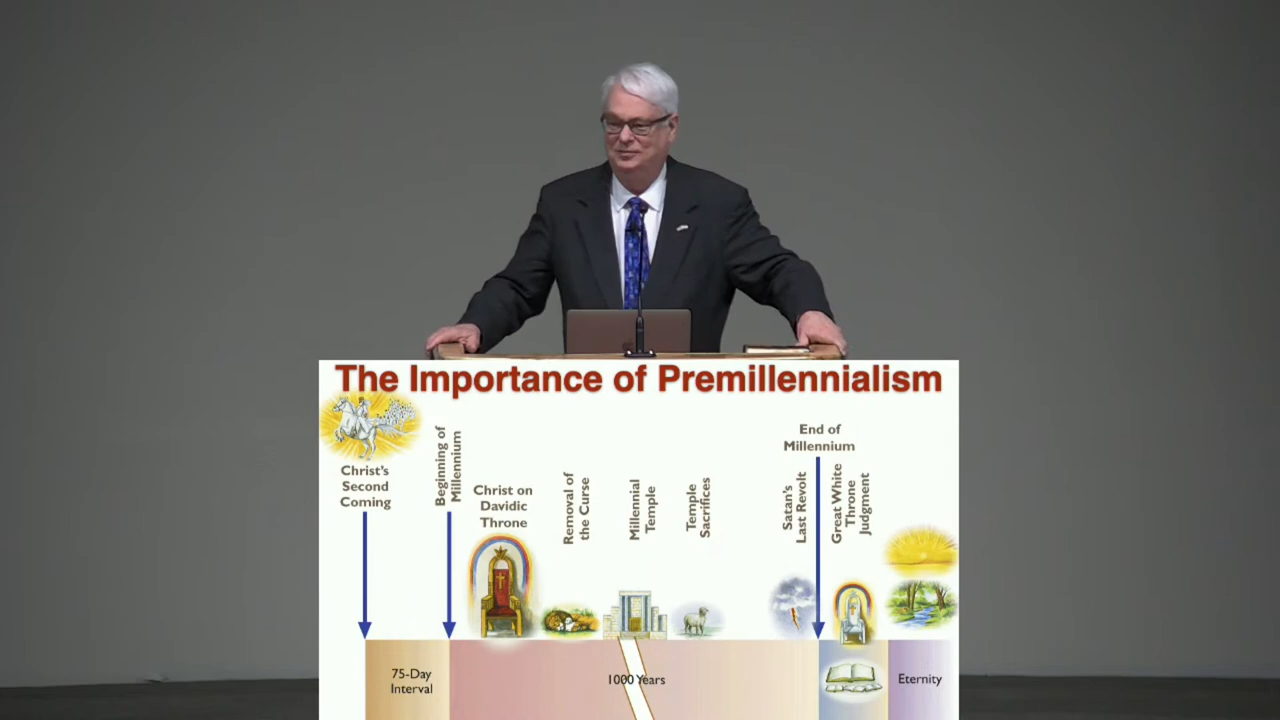 The Importance of Premillennialism
Christ's
Second
Coming
Beginning of
Millennium
Christ on
Davidic
Throne
Removal of
the Curse
Millennial
Temple
Temple
Sacrifices
End of
Millennium
Satan's
Last Revolt
Great White
Throne
Judgment
75-Day
Interval
1000 Years
Eternity